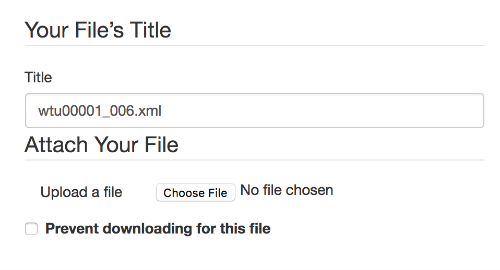 Your File's Title
Title
wtu00001_006.xml
Attach Your File
Upload a file Choose File No file chosen
Prevent downloading for this file